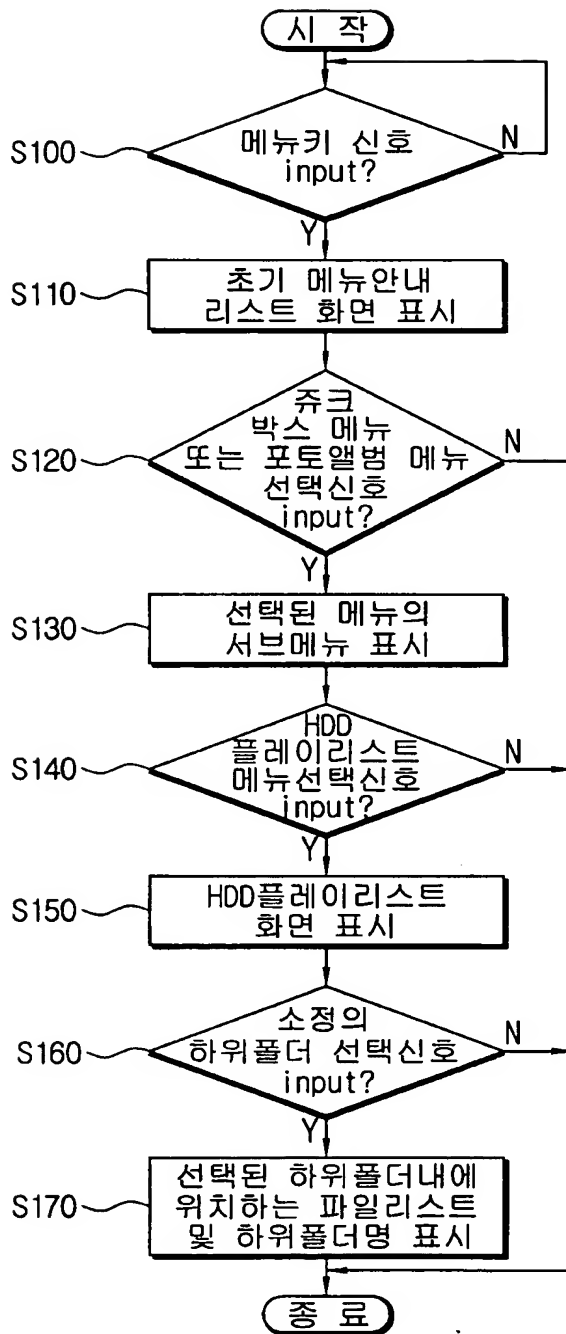 시 작
S100
메뉴키 신호
input?
N
Y
S110
초기 메뉴안내
리스트 화면 표시
S120
쥬크
박스 메뉴
또는 포토앨범 메뉴
선택신호
input?
N
Y
S130
선택된 메뉴의
서브메뉴 표시
S140
HDD
플레이리스트
메뉴선택신호
input?
N
Y
S150
HDD플레이리스트
화면 표시
S160
소정의
하위폴더 선택신호
input?
N
Y
S170
선택된 하위폴더내에
위치하는 파일리스트
및 하위폴더명 표시
종 료